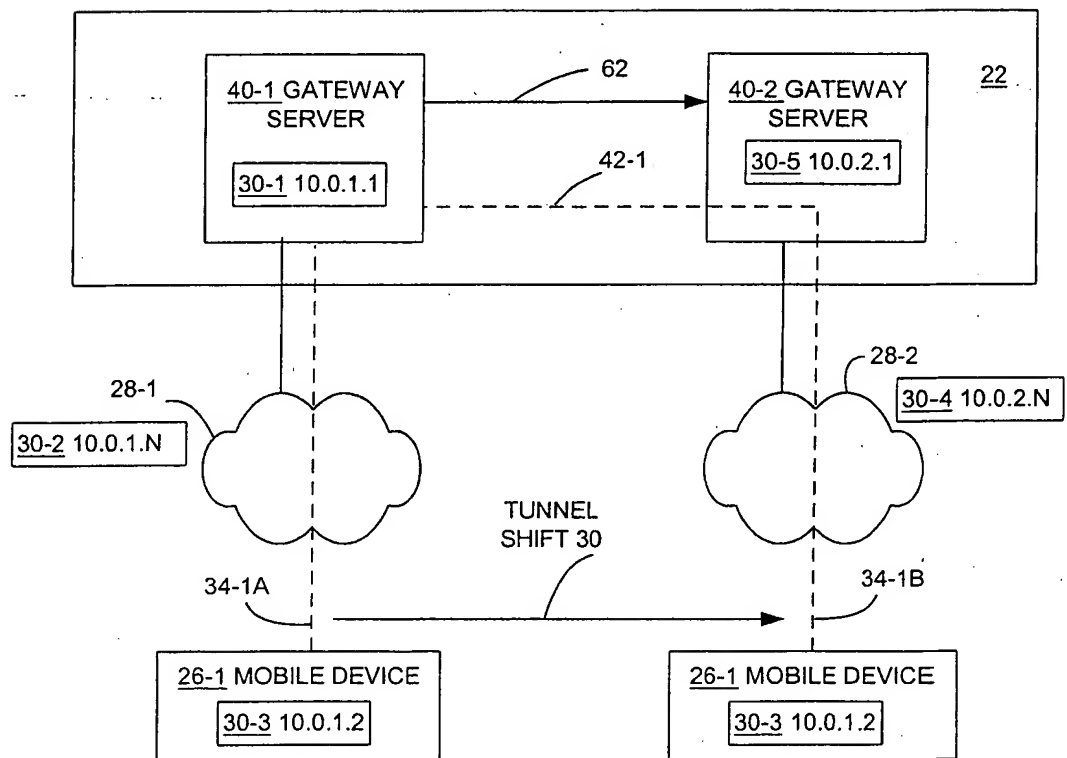 62
22
40-1 GATEWAY
SERVER
40-2 GATEWAY
SERVER
30-1 10.0.1.1
42-1
30-5 10.0.2.1
28-1
28-2
30-2 10.0.1.N
30-4 10.0.2.N
TUNNEL
SHIFT 30
34-1A
34-1B
26-1 MOBILE DEVICE
30-3 10.0.1.2
26-1 MOBILE DEVICE
30-3 10.0.1.2